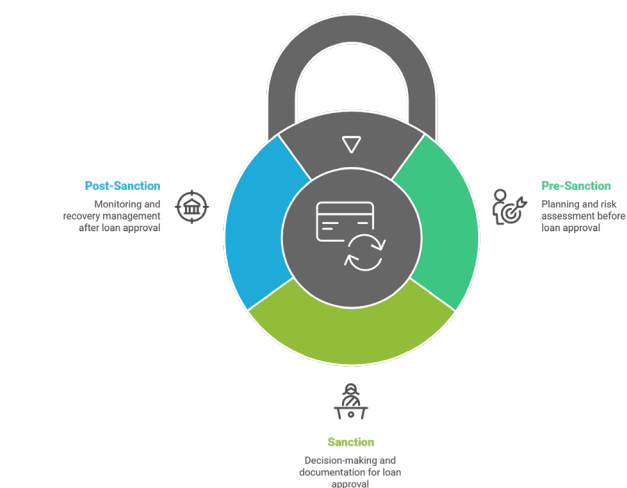 Post-Sanction
Monitoring and
recovery management
after loan approval
Pre-Sanction
Planning and risk
assessment before
loan approval
Sanction
Decision-making and
documentation for loan
approval